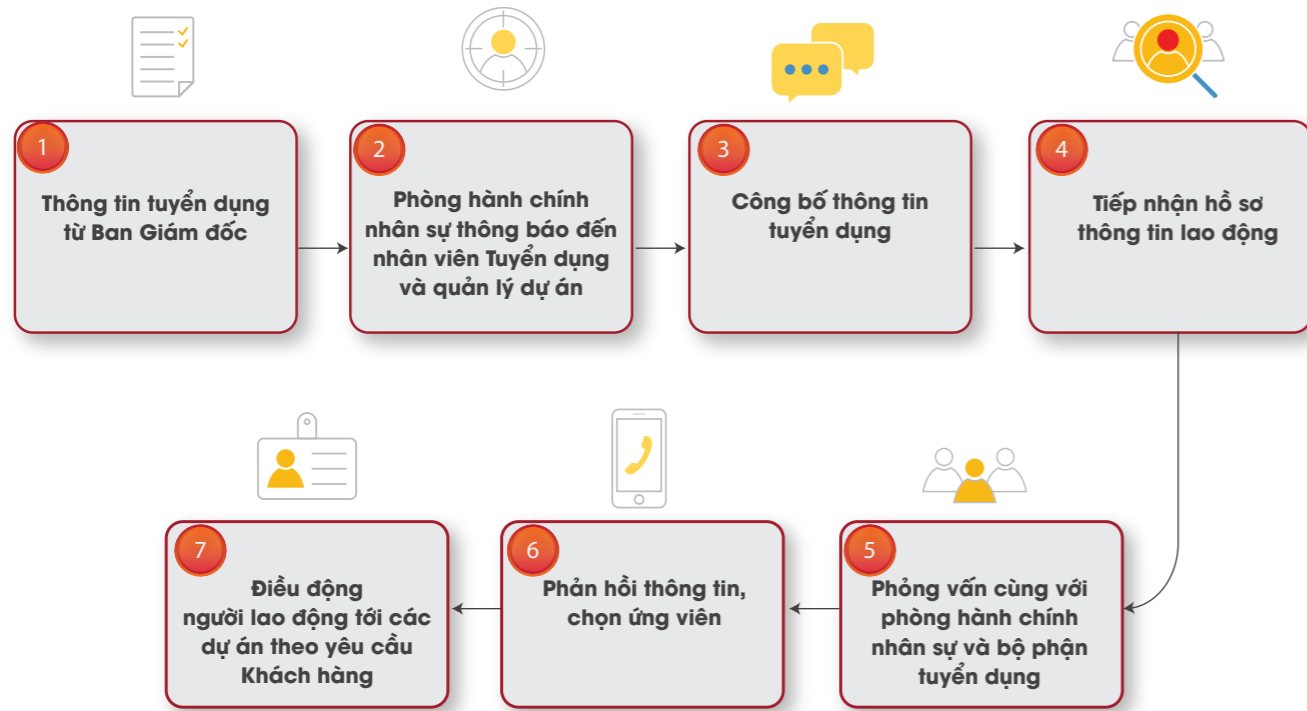 1
Thông tin tuyển dụng
từ Ban Giám đốc
2
Phòng hành chính
nhân sự thông báo đến
nhân viên Tuyển dụng
và quản lý dự án
3
Công bố thông tin
tuyển dụng
4
Tiếp nhận hồ sơ
thông tin lao động
5
Phỏng vấn cùng với
phòng hành chính
nhân sự và bộ phận
tuyển dụng
6
Phản hồi thông tin,
chọn ứng viên
7
Điều động
người lao động tới các
dự án theo yêu cầu
Khách hàng